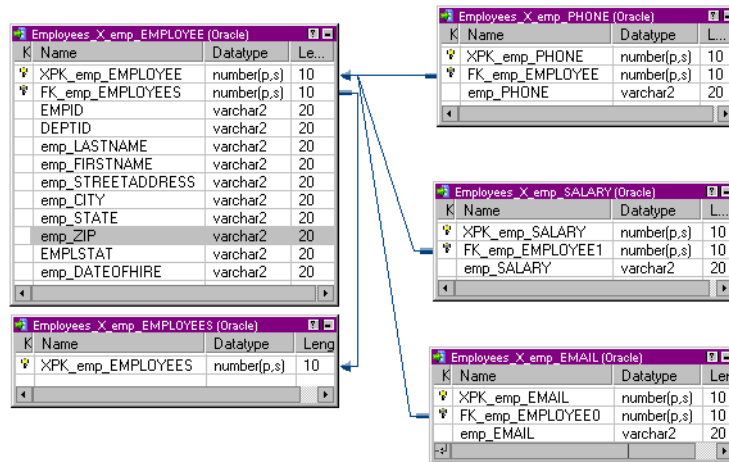 Employees_X_emp_EMPLOYEE (Oracle)
K Name Datatype Le...
XPK_emp_EMPLOYEE number(p,s) 10
FK_emp_EMPLOYEES number(p,s) 10
EMPID varchar2 20
DEPTID varchar2 20
emp_LASTNAME varchar2 20
emp_FIRSTNAME varchar2 20
emp_STREETADDRESS varchar2 20
emp_CITY varchar2 20
emp_STATE varchar2 20
emp_ZIP varchar2 20
EMPLSTAT varchar2 20
emp_DATEOFHIRE varchar2 20
Employees_X_emp_EMPLOYEES (Oracle)
K Name Datatype Leng
XPK_emp_EMPLOYEES number(p,s) 10
Employees_X_emp_PHONE (Oracle)
K Name Datatype L...
XPK_emp_PHONE number(p,s) 10
FK_emp_EMPLOYEE number(p,s) 10
emp_PHONE varchar2 20
Employees_X_emp_SALARY (Oracle)
K Name Datatype L...
XPK_emp_SALARY number(p,s) 10
FK_emp_EMPLOYEE1 number(p,s) 10
emp_SALARY varchar2 20
Employees_X_emp_EMAIL (Oracle)
K Name Datatype Len
XPK_emp_EMAIL number(p,s) 10
FK_emp_EMPLOYEE0 number(p,s) 10
emp_EMAIL varchar2 20